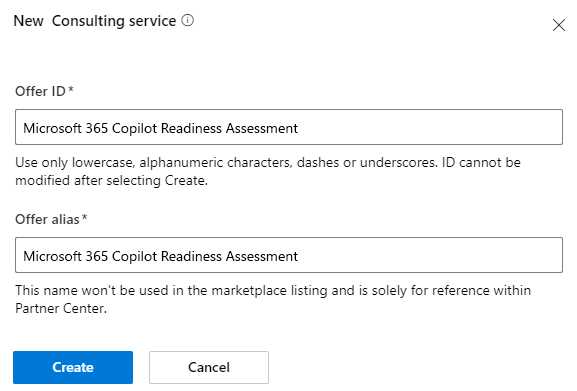 New Consulting service
Offer ID*
Microsoft 365 Copilot Readiness Assessment
Use only lowercase, alphanumeric characters, dashes or underscores. ID cannot be
modified after selecting Create.
Offer alias*
Microsoft 365 Copilot Readiness Assessment
This name won't be used in the marketplace listing and is solely for reference within
Partner Center.
Create
Cancel